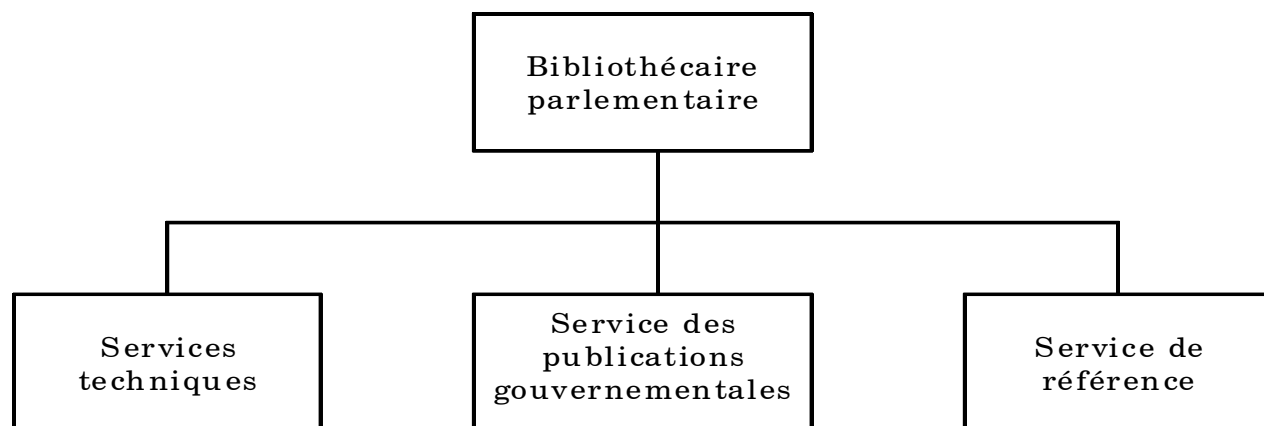 Bibliothécaire
parlementaire
Services
techniques
Service des
publications
gouvernementales
Service de
référence